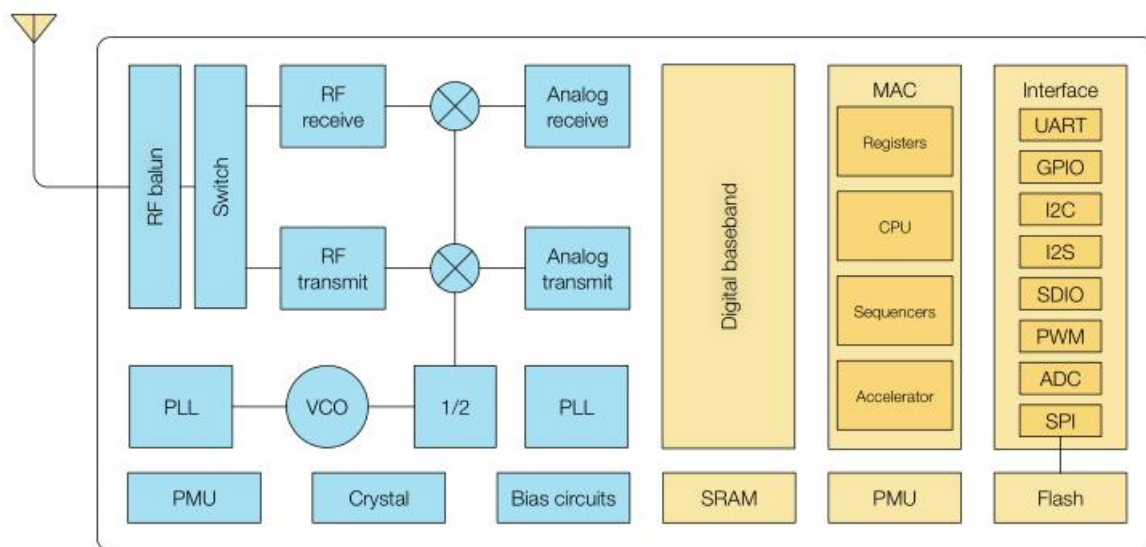 RF balun
Switch
RF
receive
Analog
receive
RF
transmit
Analog
transmit
PLL
VCO
1/2
PLL
PMU
Crystal
Bias circuits
Digital baseband
SRAM
MAC
Registers
CPU
Sequencers
Accelerator
PMU
Interface
UART
GPIO
I2C
I2S
SDIO
PWM
ADC
SPI
Flash